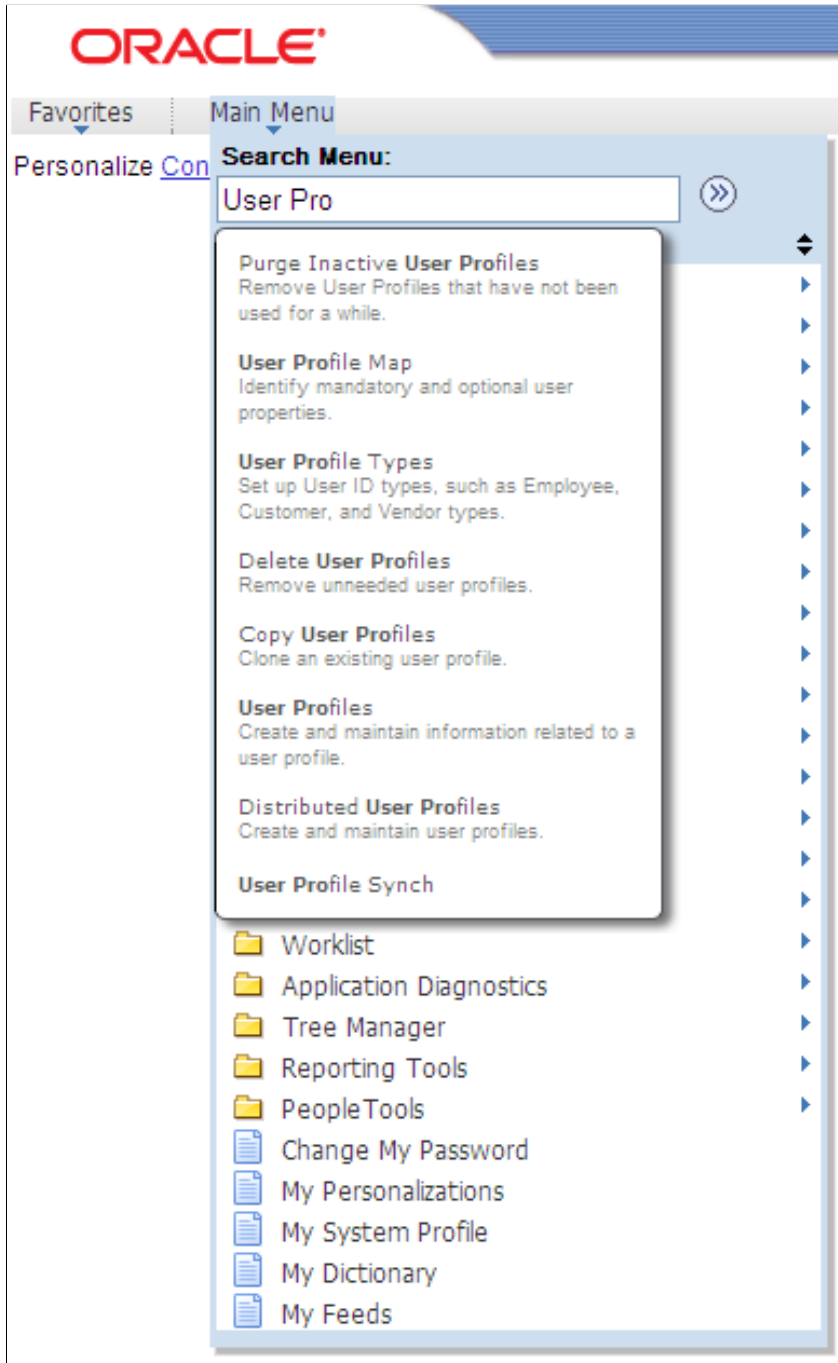 ORACLE
Favorites
Main Menu
Personalize Con
Search Menu:
User Pro
Purge Inactive User Profiles
Remove User Profiles that have not been
used for a while.
User Profile Map
Identify mandatory and optional user
properties.
User Profile Types
Set up User ID types, such as Employee,
Customer, and Vendor types.
Delete User Profiles
Remove unneeded user profiles.
Copy User Profiles
Clone an existing user profile.
User Profiles
Create and maintain information related to a
user profile.
Distributed User Profiles
Create and maintain user profiles.
User Profile Synch
Worklist
Application Diagnostics
Tree Manager
Reporting Tools
PeopleTools
Change My Password
My Personalizations
My System Profile
My Dictionary
My Feeds